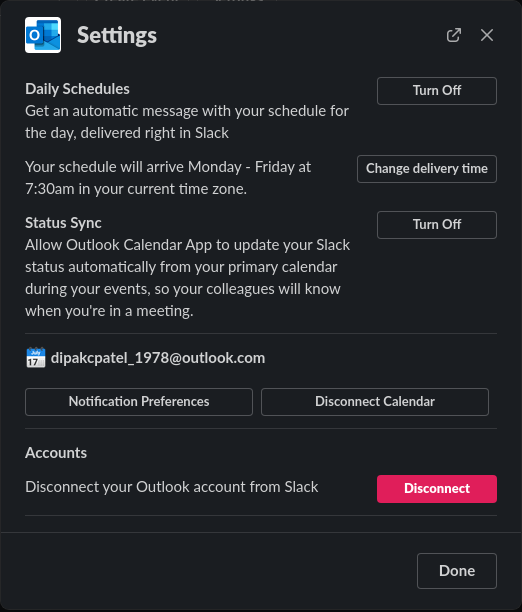 Settings
Daily Schedules
Turn Off
Get an automatic message with your schedule for
the day, delivered right in Slack
Your schedule will arrive Monday - Friday at
7:30am in your current time zone.
Change delivery time
Status Sync
Turn Off
Allow Outlook Calendar App to update your Slack
status automatically from your primary calendar
during your events, so your colleagues will know
when you're in a meeting.
July
17
dipakcpatel_1978@outlook.com
Notification Preferences
Disconnect Calendar
Accounts
Disconnect your Outlook account from Slack
Disconnect
Done